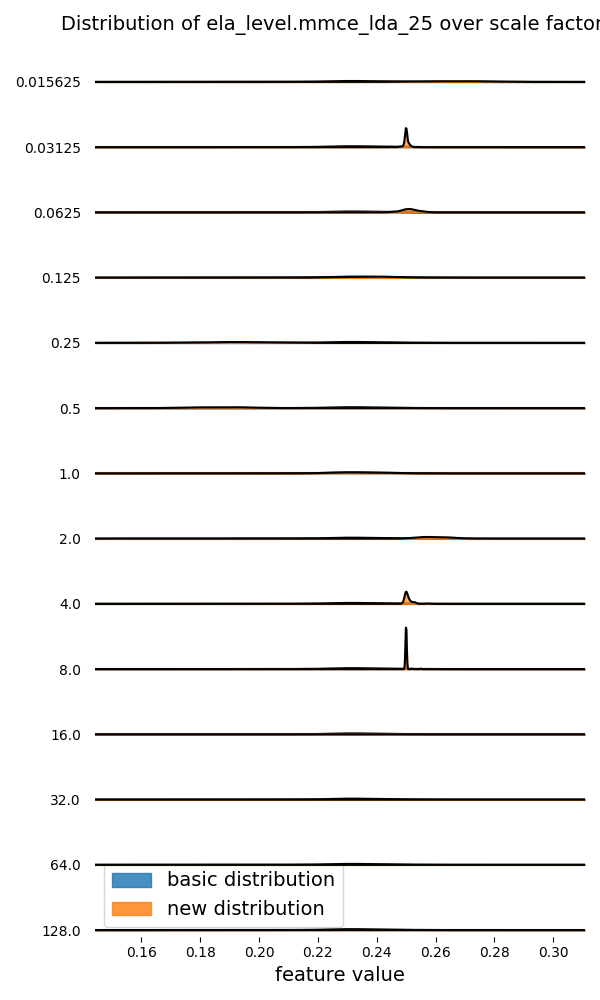 Distribution of ela_level.mmce_lda_25 over scale factor
0.015625
0.03125
0.0625
0.125
0.25
0.5
1.0
2.0
4.0
8.0
16.0
32.0
64.0
basic distribution
new distribution
128.0
0.16 0.18 0.20 0.22 0.24 0.26 0.28 0.30
feature value